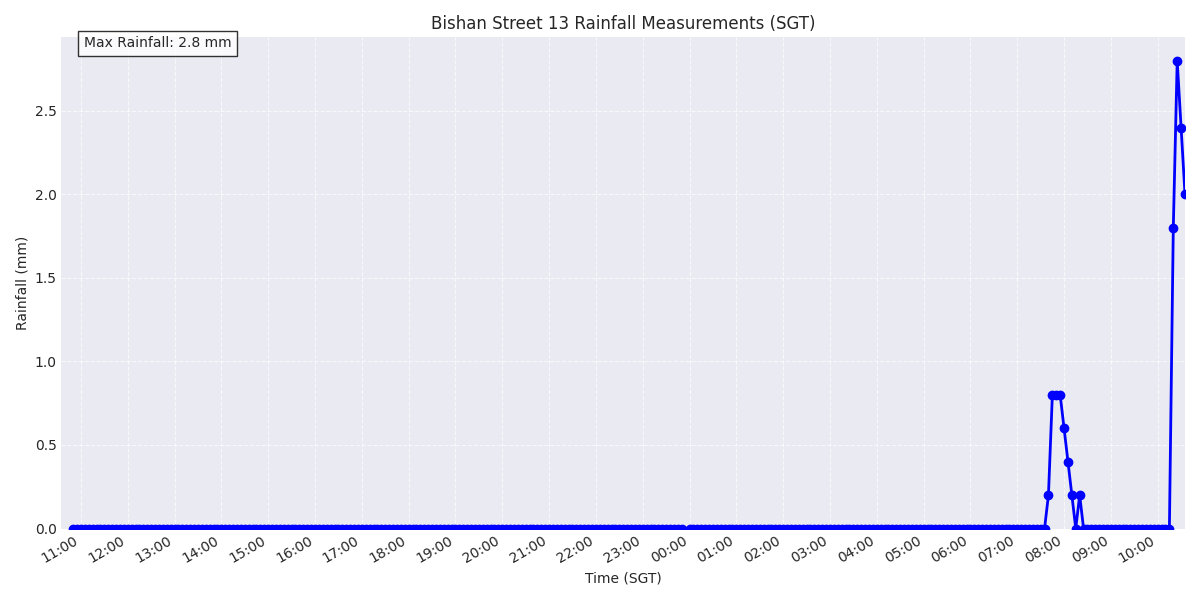 Bishan Street 13 Rainfall Measurements (SGT)
Max Rainfall: 2.8 mm
Rainfall (mm)
2.5
2.0
1.5
1.0
0.5
0.0
11:00 12:00 13:00 14:00 15:00 16:00 17:00 18:00 19:00 20:00 21:00 22:00 23:00 00:00 01:00 02:00 03:00 04:00 05:00 06:00 07:00 08:00 09:00 10:00
Time (SGT)